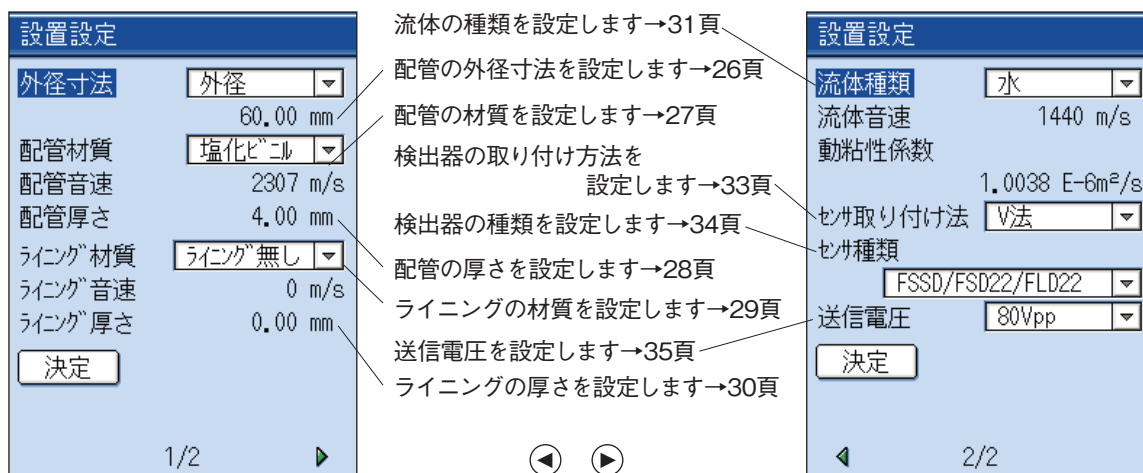 設置設定
外径寸法 外径
60.00 mm
配管材質 塩化ﾋﾞﾆﾙ
配管音速 2307 m/s
配管厚さ 4.00 mm
ﾗｲﾆﾝｸﾞ材質 ﾗｲﾆﾝｸﾞ無し
ﾗｲﾆﾝｸﾞ音速 0 m/s
ﾗｲﾆﾝｸﾞ厚さ 0.00 mm
決定
1/2
流体の種類を設定します→31頁
配管の外径寸法を設定します→26頁
配管の材質を設定します→27頁
検出器の取り付け方法を
設定します→33頁
検出器の種類を設定します→34頁
配管の厚さを設定します→28頁
ライニングの材質を設定します→29頁
送信電圧を設定します→35頁
ライニングの厚さを設定します→30頁
設置設定
流体種類 水
流体音速 1440 m/s
動粘性係数
1.0038 E-6m²/s
ｾﾝｻ取り付け法 V法
ｾﾝｻ種類
FSSD/FSD22/FLD22
送信電圧 80Vpp
決定
2/2